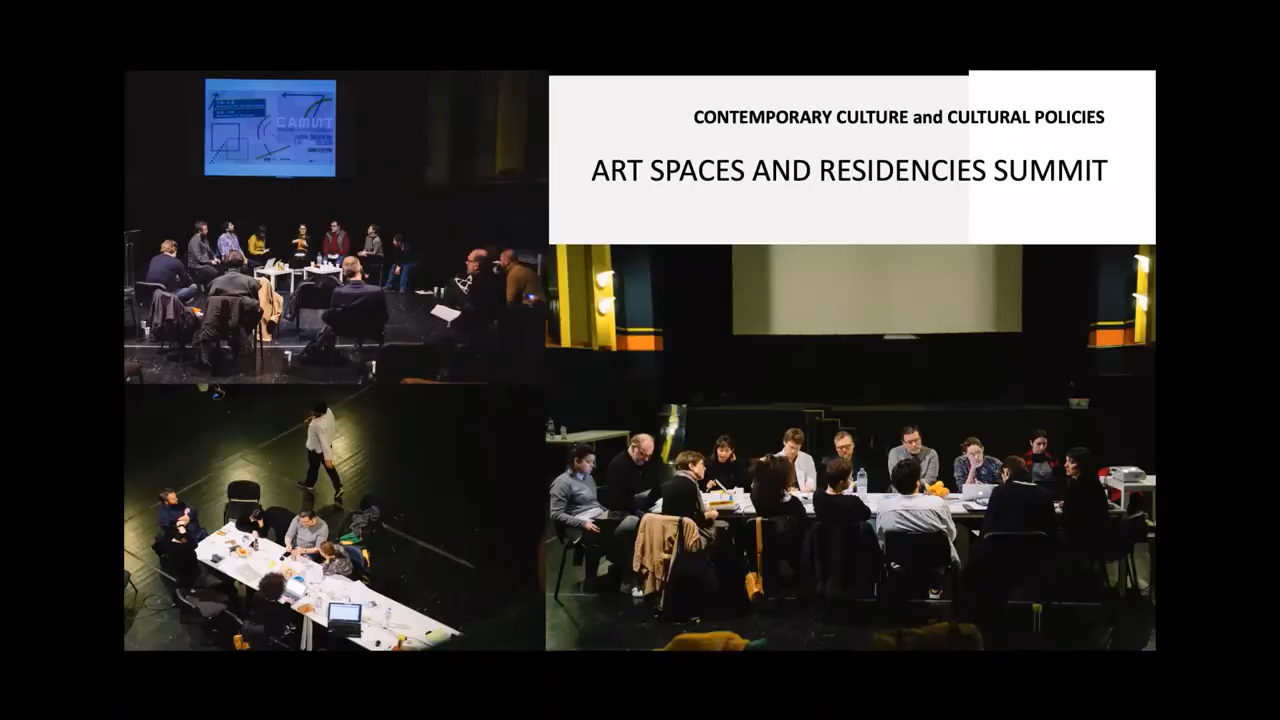 CONTEMPORARY CULTURE and CULTURAL POLICIES
ART SPACES AND RESIDENCIES SUMMIT